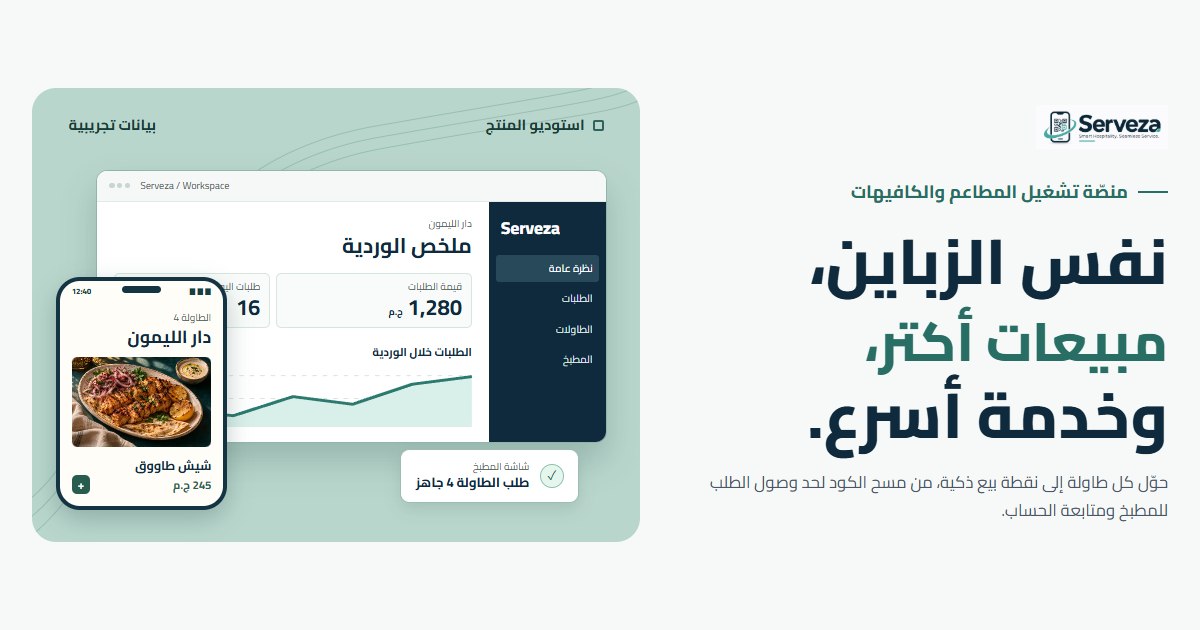 Serveza
Smart Hospitality. Seamless Service.
منصّة تشغيل المطاعم والكافيهات
نفس الزباين،
مبيعات أكتر،
وخدمة أسرع.
حوّل كل طاولة إلى نقطة بيع ذكية، من مسح الكود لحد وصول الطلب
للمطبخ ومتابعة الحساب.
استوديو المنتج
بيانات تجريبية
Serveza / Workspace
Serveza
نظرة عامة
الطلبات
الطاولات
المطبخ
دار الليمون
ملخص الوردية
قيمة الطلبات
1,280 ج.م
طلبات
16
الطلبات خلال الوردية
12:40
الطاولة 4
دار الليمون
شيش طاووق
245 ج.م
+
شاشة المطبخ
طلب الطاولة 4 جاهز